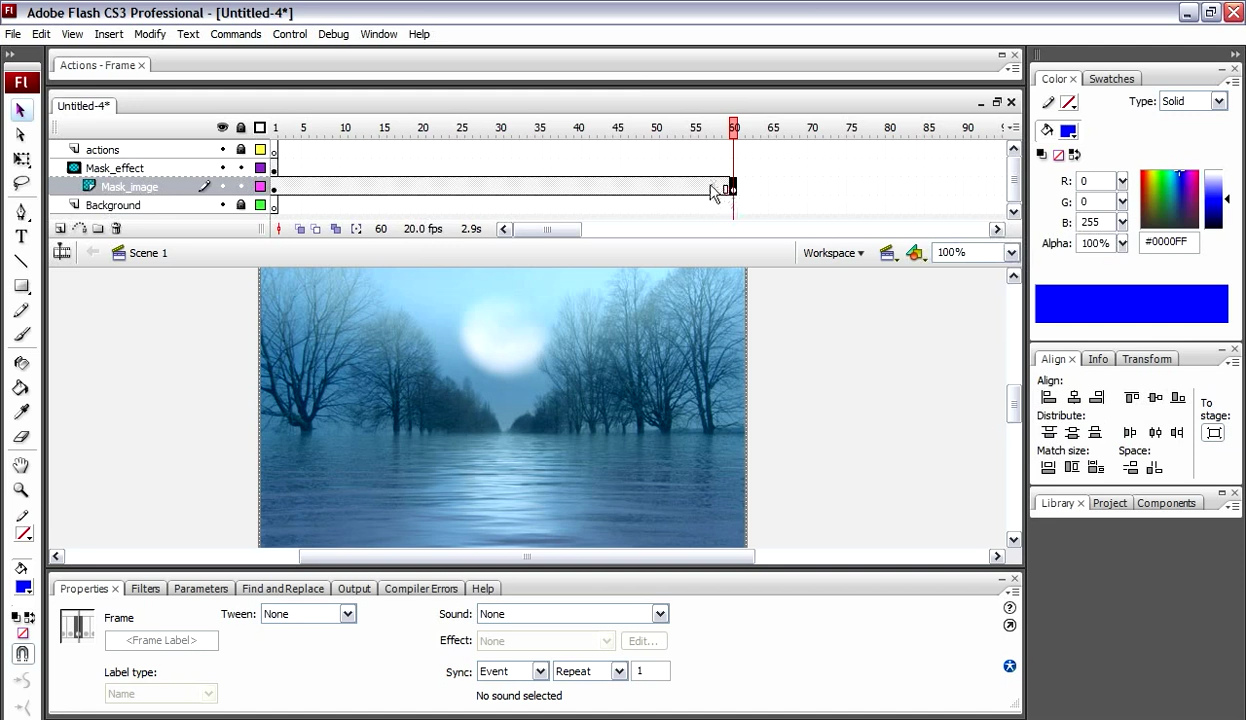 Fl Adobe Flash CS3 Professional - [Untitled-4*]
File Edit View Insert Modify Text Commands Control Debug Window Help
Actions - Frame ×
Untitled-4*
1 5 10 15 20 25 30 35 40 45 50 55 60 65 70 75 80 85 90
actions
Mask_effect
Mask_image
Background
60 20.0 fps 2.9s
Scene 1 Workspace 100%
Fl
T
Color × Swatches
Type: Solid
R: 0
G: 0
B: 255 #0000FF
Alpha: 100%
Align × Info Transform
Align:
To stage:
Distribute:
Match size: Space:
Library × Project Components
Properties × Filters Parameters Find and Replace Output Compiler Errors Help
Frame Tween: None Sound: None
<Frame Label> Effect: None Edit...
Label type: Sync: Event Repeat 1
Name No sound selected